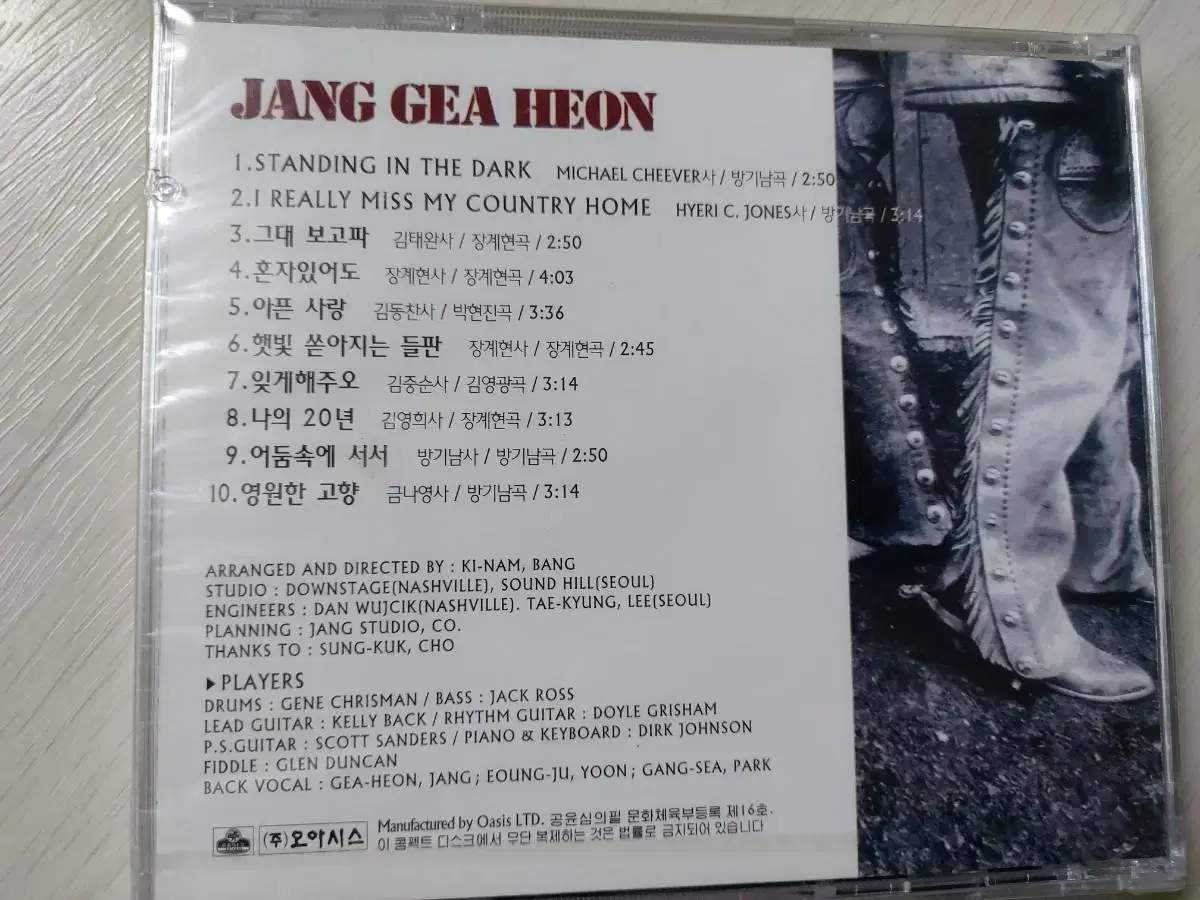 JANG GEA HEON
1.STANDING IN THE DARK MICHAEL CHEEVER사 / 방기남곡 / 2:50
2.I REALLY MISS MY COUNTRY HOME HYERI C. JONES사 / 방기남곡 / 3:14
3.그대 보고파 김태완사 / 장계현곡 / 2:50
4.혼자있어도 장계현사 / 장계현곡 / 4:03
5.아픈 사랑 김동찬사 / 박현진곡 / 3:36
6.햇빛 쏟아지는 들판 장계현사 / 장계현곡 / 2:45
7.잊게해주오 김중순사 / 김영광곡 / 3:14
8.나의 20년 김영희사 / 장계현곡 / 3:13
9.어둠속에 서서 방기남사 / 방기남곡 / 2:50
10.영원한 고향 금나영사 / 방기남곡 / 3:14
ARRANGED AND DIRECTED BY : KI-NAM, BANG
STUDIO : DOWNSTAGE(NASHVILLE), SOUND HILL(SEOUL)
ENGINEERS : DAN WUJCIK(NASHVILLE). TAE-KYUNG, LEE(SEOUL)
PLANNING : JANG STUDIO, CO.
THANKS TO : SUNG-KUK, CHO
▶PLAYERS
DRUMS : GENE CHRISMAN / BASS : JACK ROSS
LEAD GUITAR : KELLY BACK / RHYTHM GUITAR : DOYLE GRISHAM
P.S.GUITAR : SCOTT SANDERS / PIANO & KEYBOARD : DIRK JOHNSON
FIDDLE : GLEN DUNCAN
BACK VOCAL : GEA-HEON, JANG ; EOUNG-JU, YOON ; GANG-SEA, PARK
(주)오아시스
Manufactured by Oasis LTD. 공윤심의필 문화체육부등록 제16호.
이 콤팩트 디스크에서 무단 복제하는 것은 법률로 금지되어 있습니다